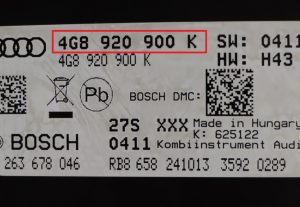 4G8 920 900 K SW: 0411
4G8 920 900 K HW: H43
Pb BOSCH DMC:
27S XXX Made in Hungary
K: 625122
BOSCH 0411 Kombiinstrument Audi
263 678 046 RB8 658 241013 3592 0289